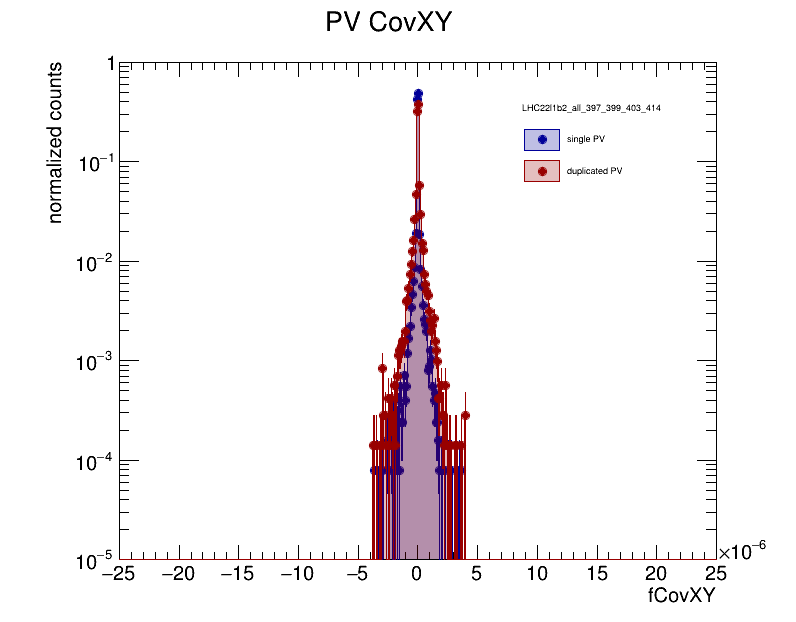 PV CovXY
normalized counts
1
10⁻¹
10⁻²
10⁻³
10⁻⁴
10⁻⁵
LHC22l1b2_all_397_399_403_414
single PV
duplicated PV
−25 −20 −15 −10 −5 0 5 10 15 20 25
×10⁻⁶
fCovXY